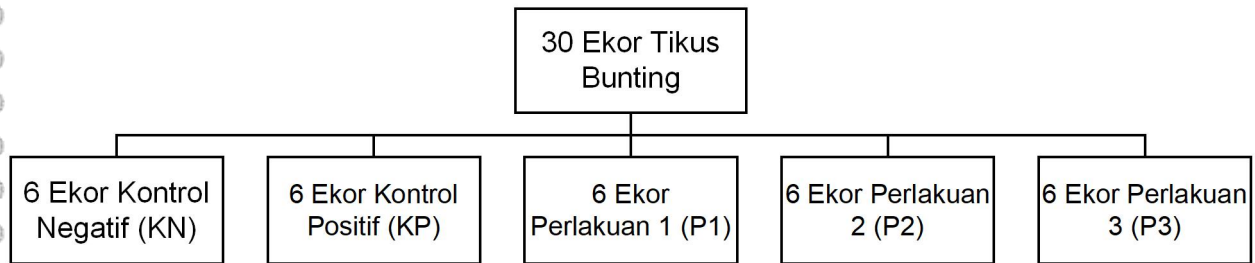 30 Ekor Tikus
Bunting
6 Ekor Kontrol
Negatif (KN)
6 Ekor Kontrol
Positif (KP)
6 Ekor
Perlakuan 1 (P1)
6 Ekor Perlakuan
2 (P2)
6 Ekor Perlakuan
3 (P3)